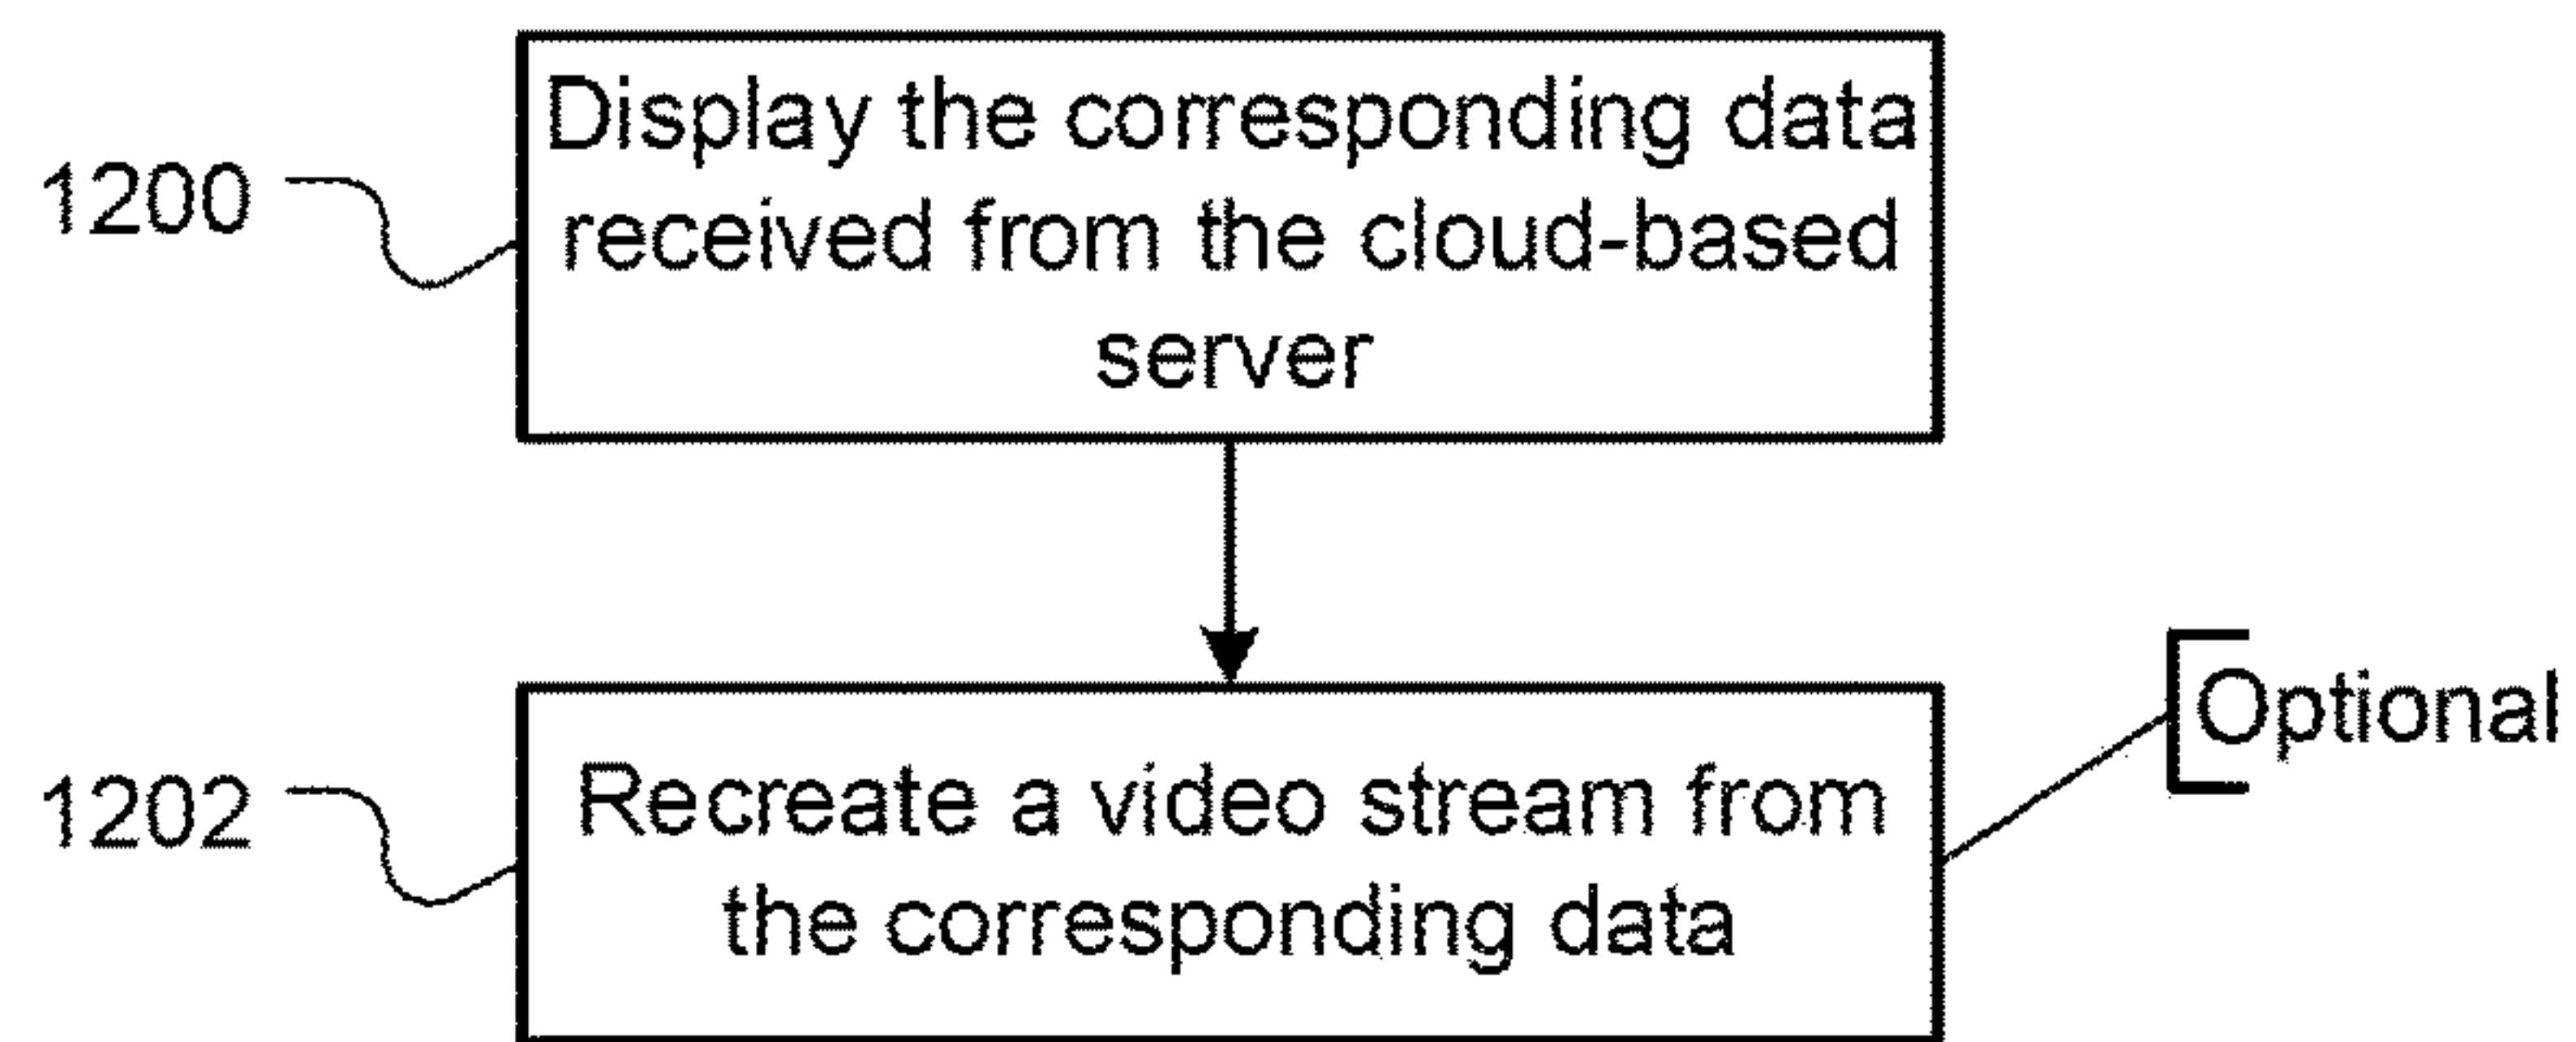 1200
Display the corresponding data
received from the cloud-based
server
1202
Recreate a video stream from
the corresponding data
Optional